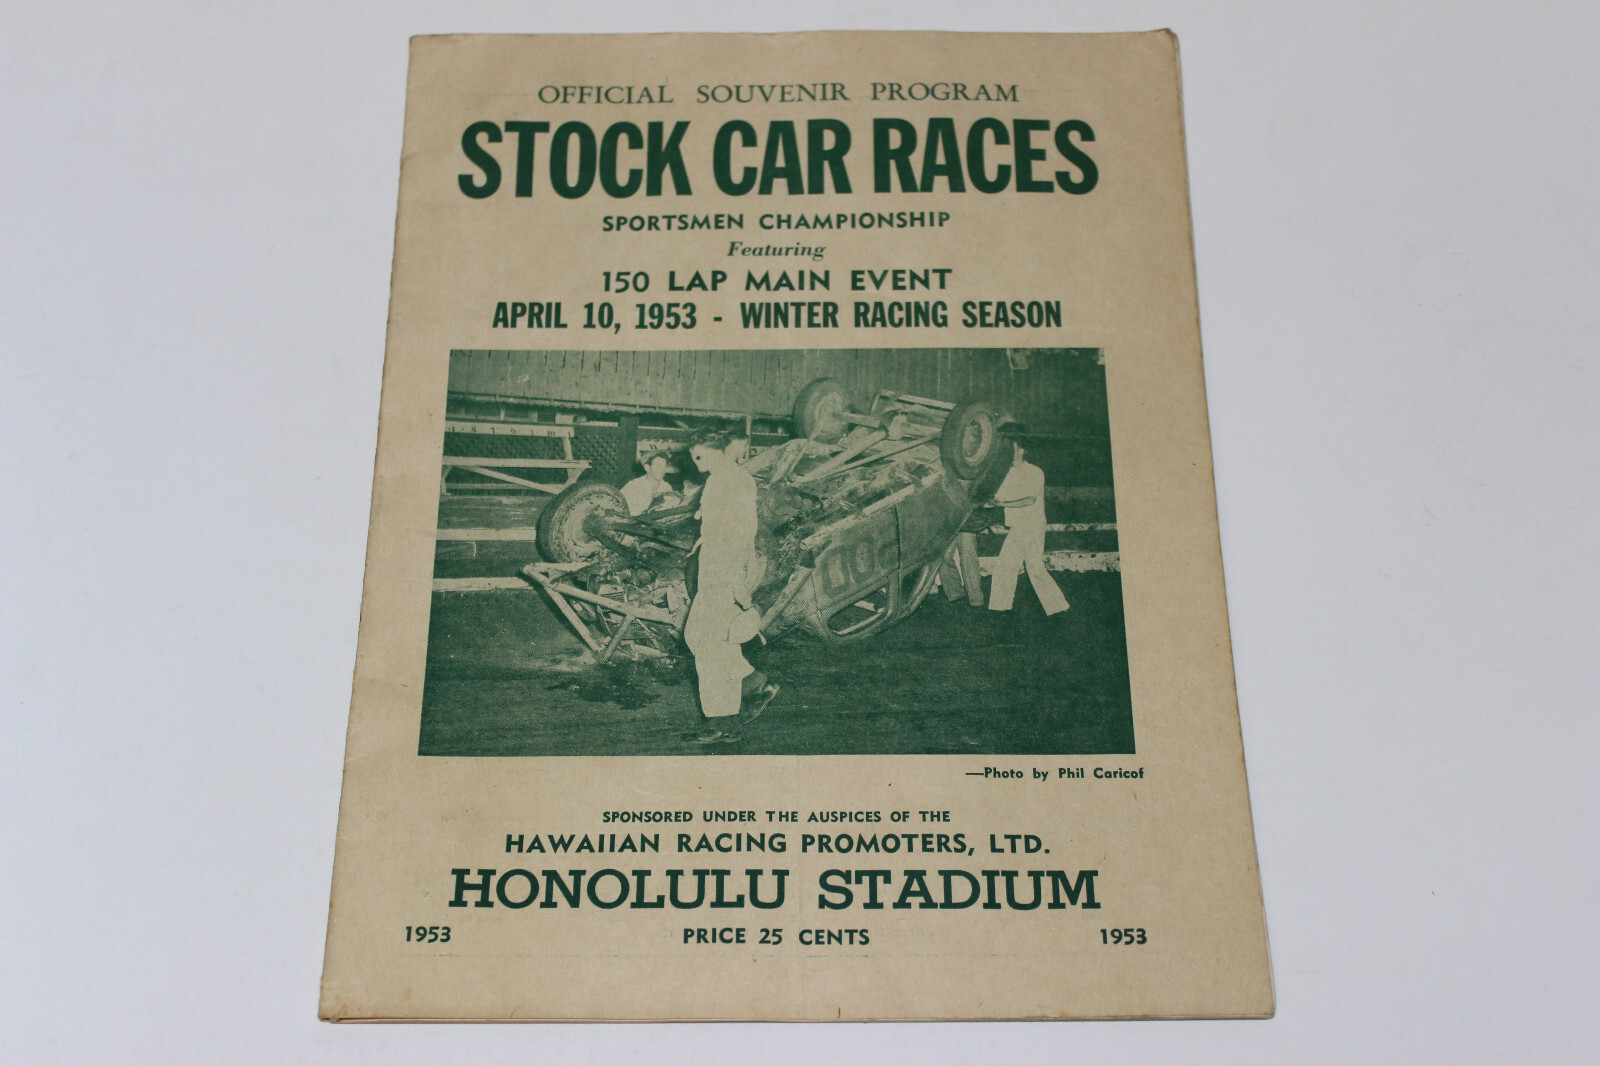 OFFICIAL SOUVENIR PROGRAM
STOCK CAR RACES
SPORTSMEN CHAMPIONSHIP
Featuring
150 LAP MAIN EVENT
APRIL 10, 1953 - WINTER RACING SEASON
—Photo by Phil Caricof
SPONSORED UNDER THE AUSPICES OF THE
HAWAIIAN RACING PROMOTERS, LTD.
HONOLULU STADIUM
1953 PRICE 25 CENTS 1953